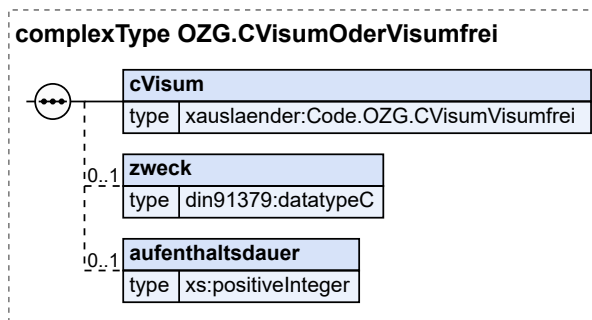 complexType OZG.CVisumOderVisumfrei
cVisum
type xauslaender:Code.OZG.CVisumVisumfrei
0..1
zweck
type din91379:datatypeC
0..1
aufenthaltsdauer
type xs:positiveInteger